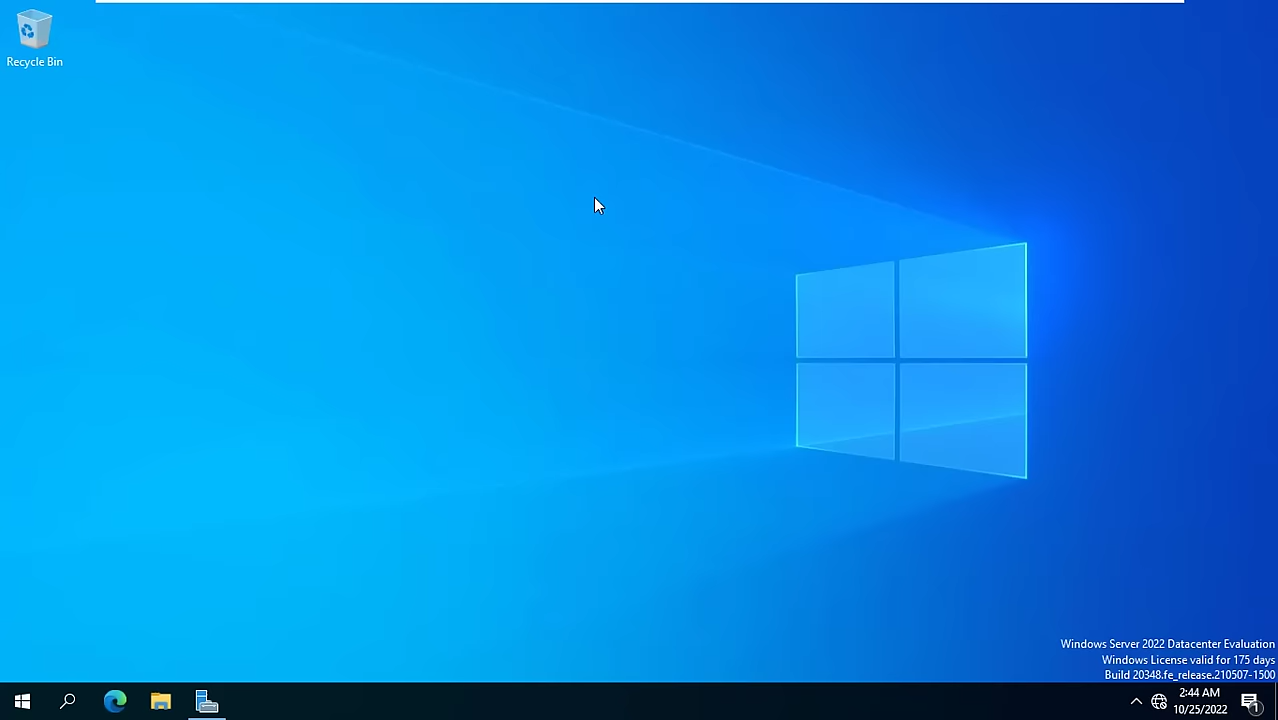 Recycle Bin
Windows Server 2022 Datacenter Evaluation
Windows License valid for 175 days
Build 20348.fe_release.210507-1500
2:44 AM
10/25/2022
1